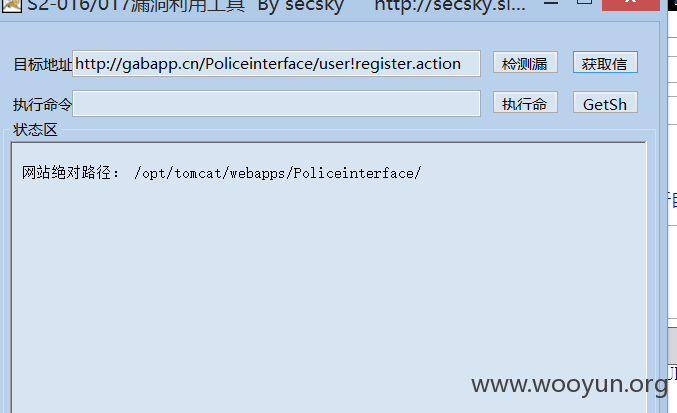 S2-016/017漏洞利用工具 By secsky http://secsky.sl...
目标地址 http://gabapp.cn/Policeinterface/user!register.action 检测漏 获取信
执行命令 执行命 GetSh
状态区
网站绝对路径： /opt/tomcat/webapps/Policeinterface/
www.wooyun.org